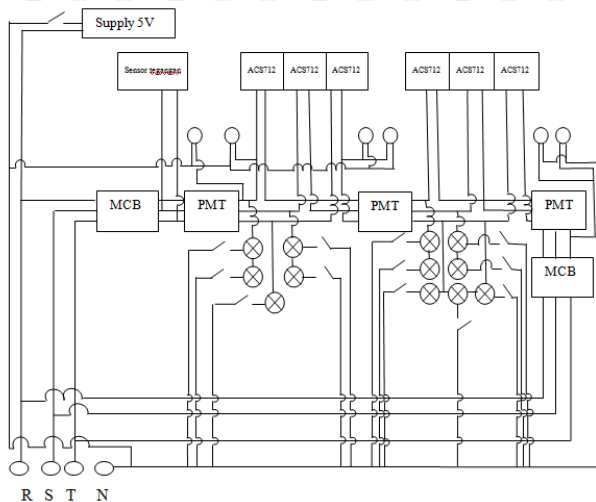 Supply 5V
Sensor tegangan
ACS712 ACS712 ACS712
ACS712 ACS712 ACS712
MCB
PMT
PMT
PMT
MCB
R S T N